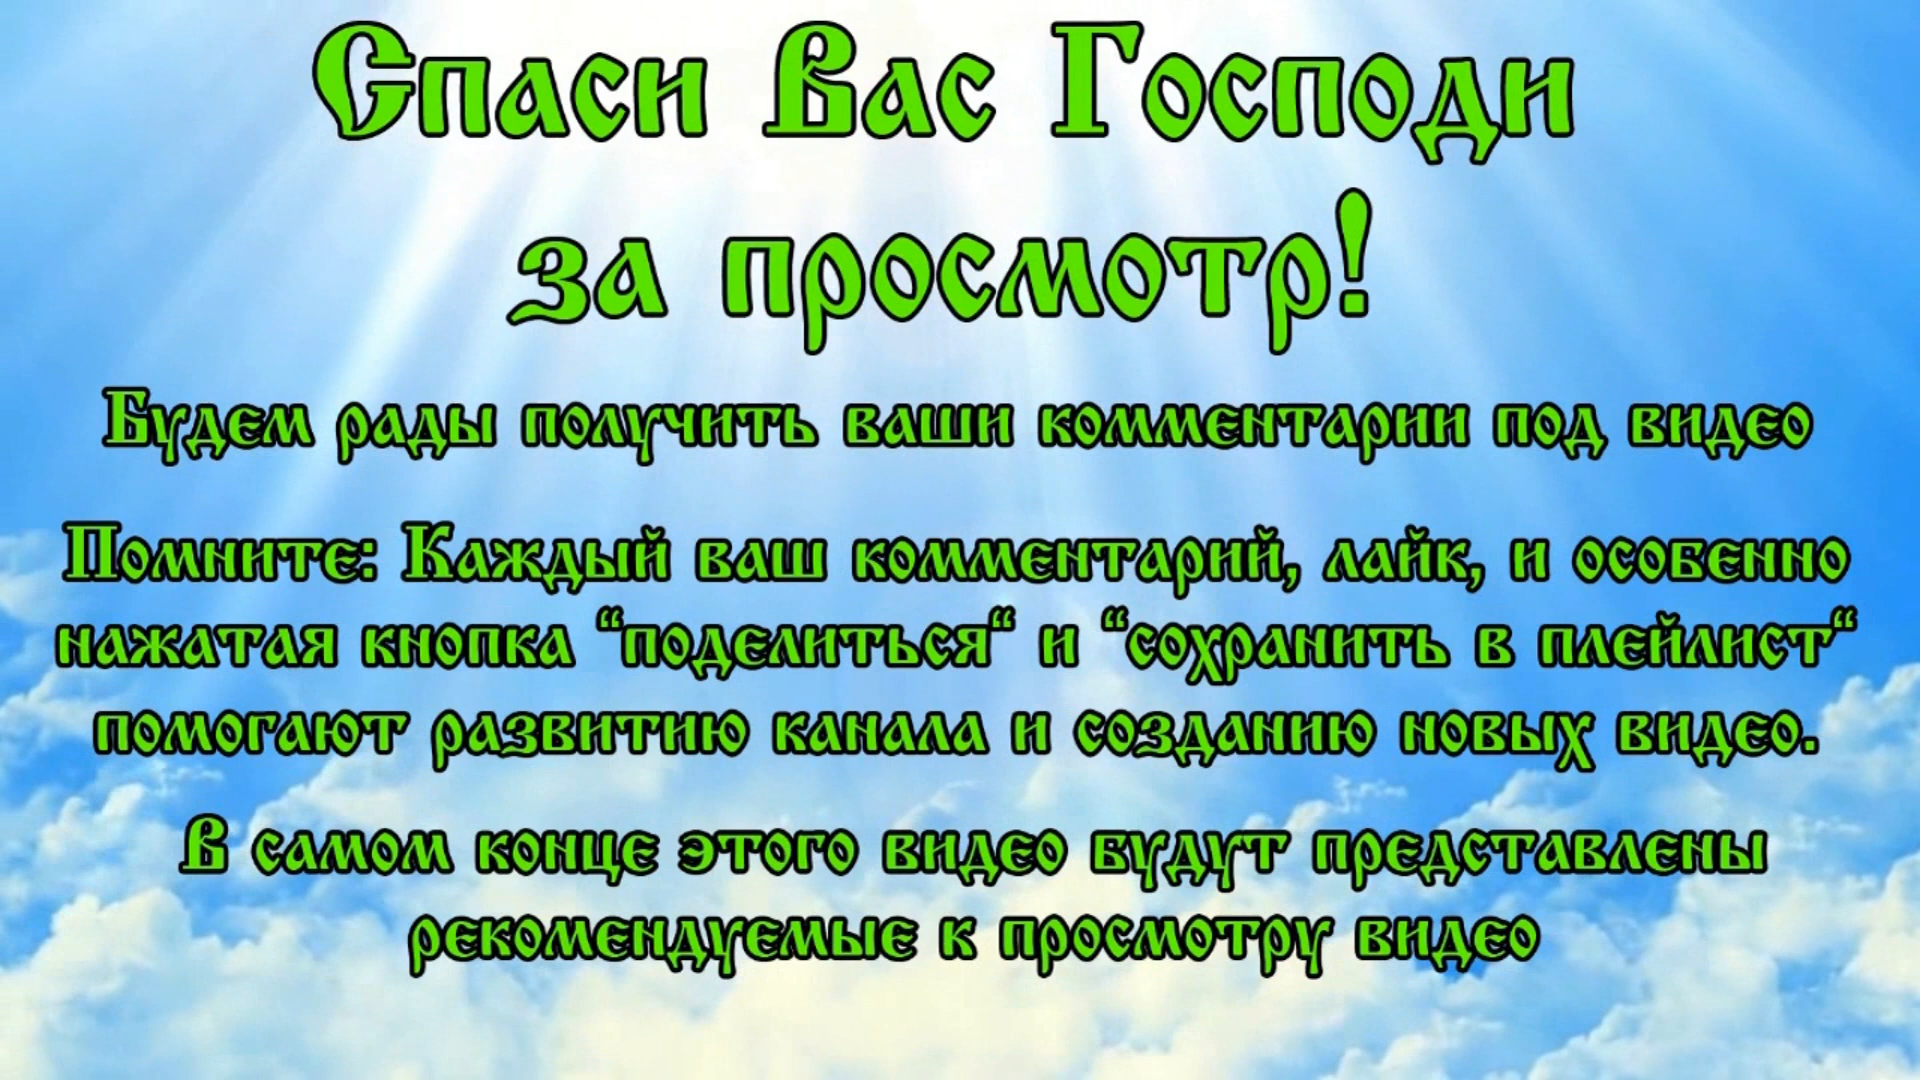 Спаси Вас Господи
за просмотр!
Будем рады получить ваши комментарии под видео
Помните: Каждый ваш комментарий, лайк, и особенно
нажатая кнопка “поделиться“ и “сохранить в плейлист“
помогают развитию канала и созданию новых видео.
В самом конце этого видео будут представлены
рекомендуемые к просмотру видео